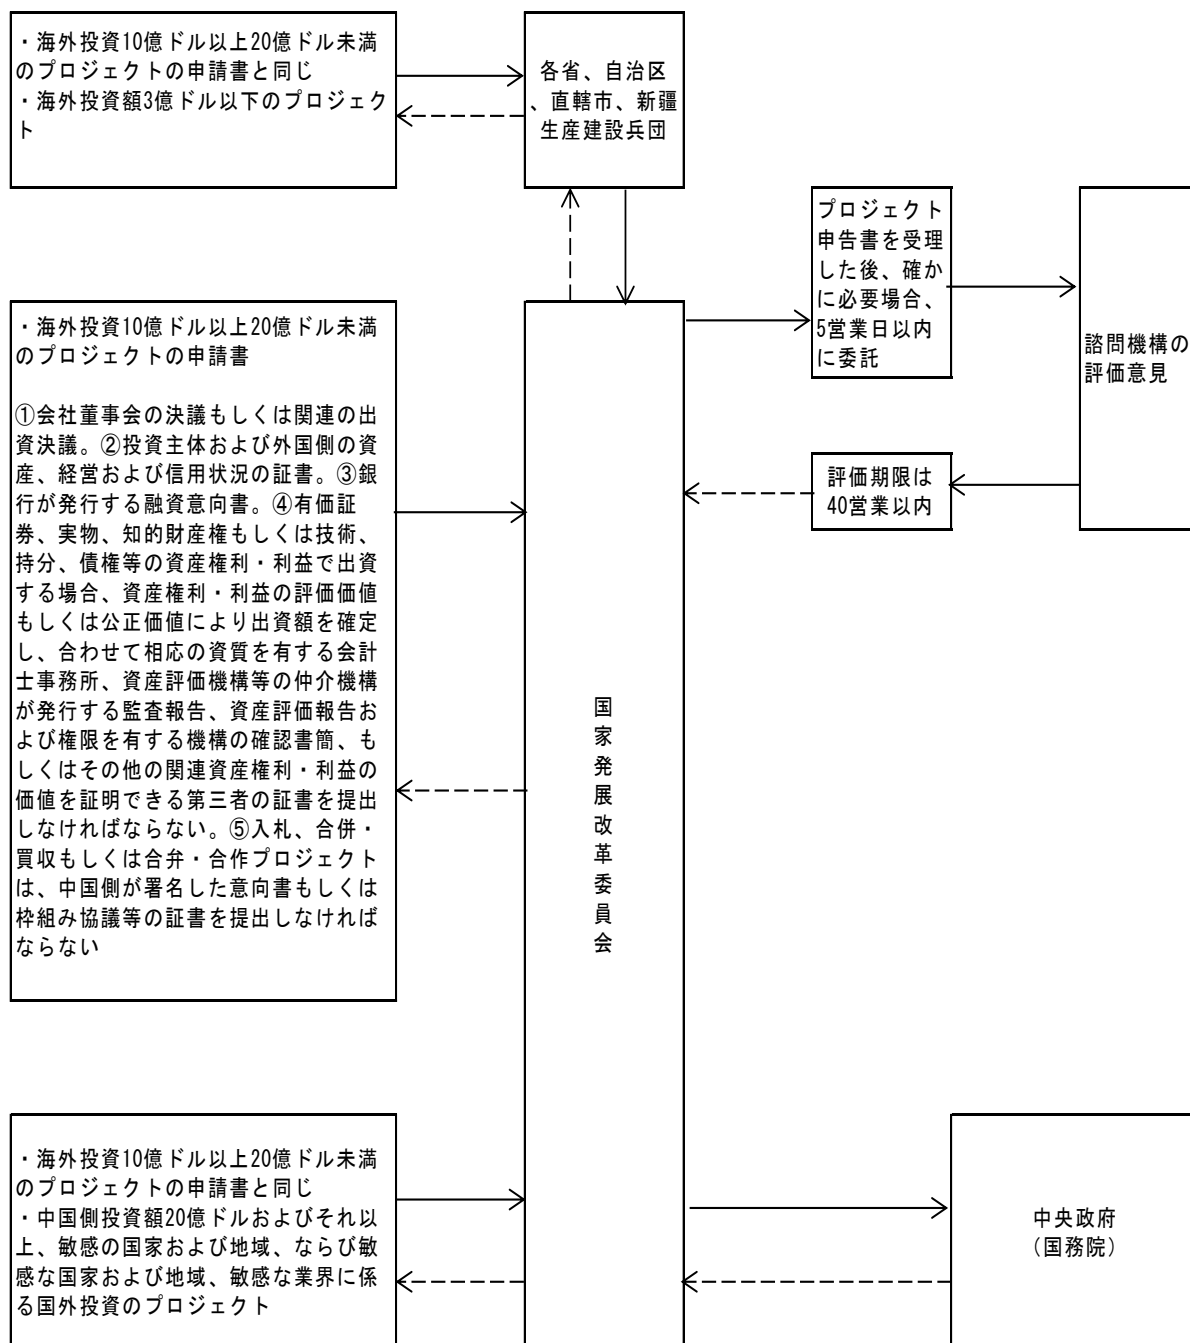 ・海外投資10億ドル以上20億ドル未満
のプロジェクトの申請書と同じ
・海外投資額3億ドル以下のプロジェク
ト
各省、自治区
、直轄市、新疆
生産建設兵団
プロジェクト
申告書を受理
した後、確か
に必要場合、
5営業日以内
に委託
諮問機構の
評価意見
評価期限は
40営業以内
・海外投資10億ドル以上20億ドル未満
のプロジェクトの申請書
①会社董事会の決議もしくは関連の出
資決議。②投資主体および外国側の資
産、経営および信用状況の証書。③銀
行が発行する融資意向書。④有価証
券、実物、知的財産権もしくは技術、
持分、債権等の資産権利・利益で出資
する場合、資産権利・利益の評価価値
もしくは公正価値により出資額を確定
し、合わせて相応の資質を有する会計
士事務所、資産評価機構等の仲介機構
が発行する監査報告、資産評価報告お
よび権限を有する機構の確認書簡、も
しくはその他の関連資産権利・利益の
価値を証明できる第三者の証書を提出
しなければならない。⑤入札、合併・
買収もしくは合弁・合作プロジェクト
は、中国側が署名した意向書もしくは
枠組み協議等の証書を提出しなければ
ならない
国家発展改革委員会
・海外投資10億ドル以上20億ドル未満
のプロジェクトの申請書と同じ
・中国側投資額20億ドルおよびそれ以
上、敏感の国家および地域、ならび敏
感な国家および地域、敏感な業界に係
る国外投資のプロジェクト
中央政府
（国務院）